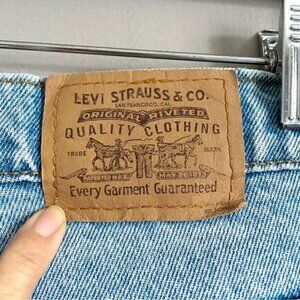 LEVI STRAUSS & CO.
SAN FRANCISCO, CAL.
ORIGINAL RIVETED
QUALITY CLOTHING
TRADE MARK
PATENTED IN U.S. MAY 20 1873
Every Garment Guaranteed